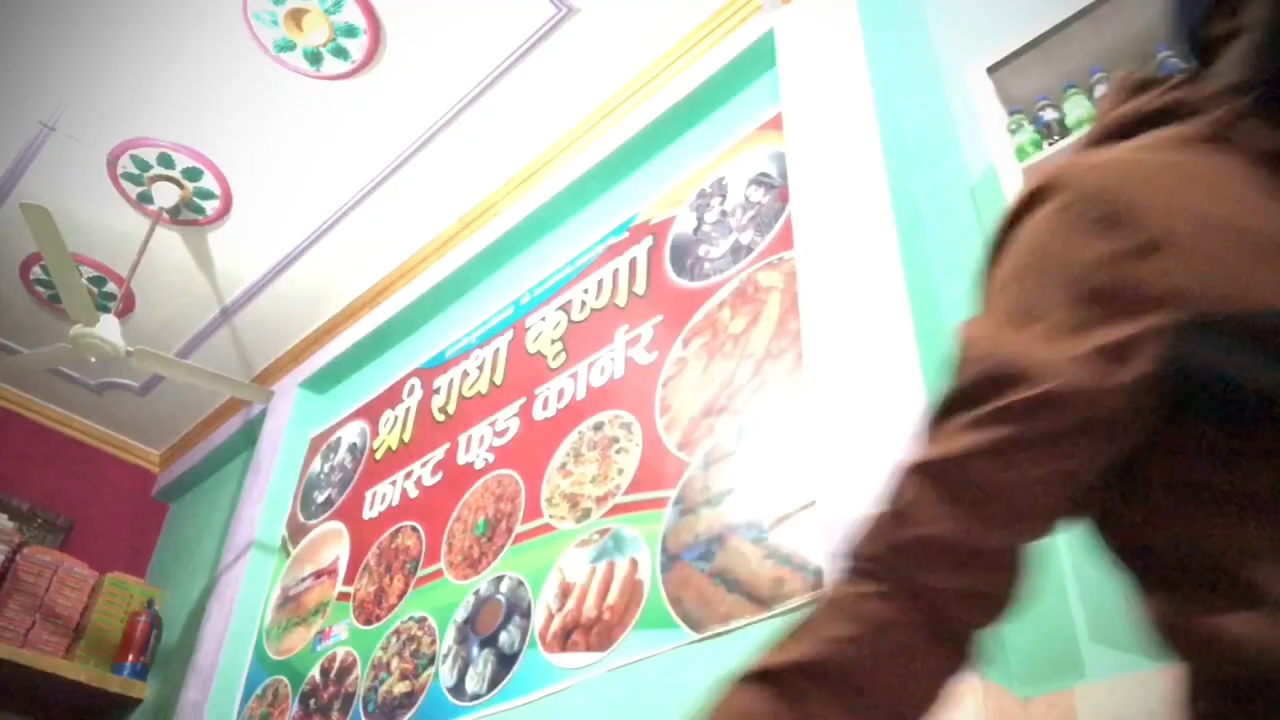 श्री राधा कृष्णा
फास्ट फूड कार्नर